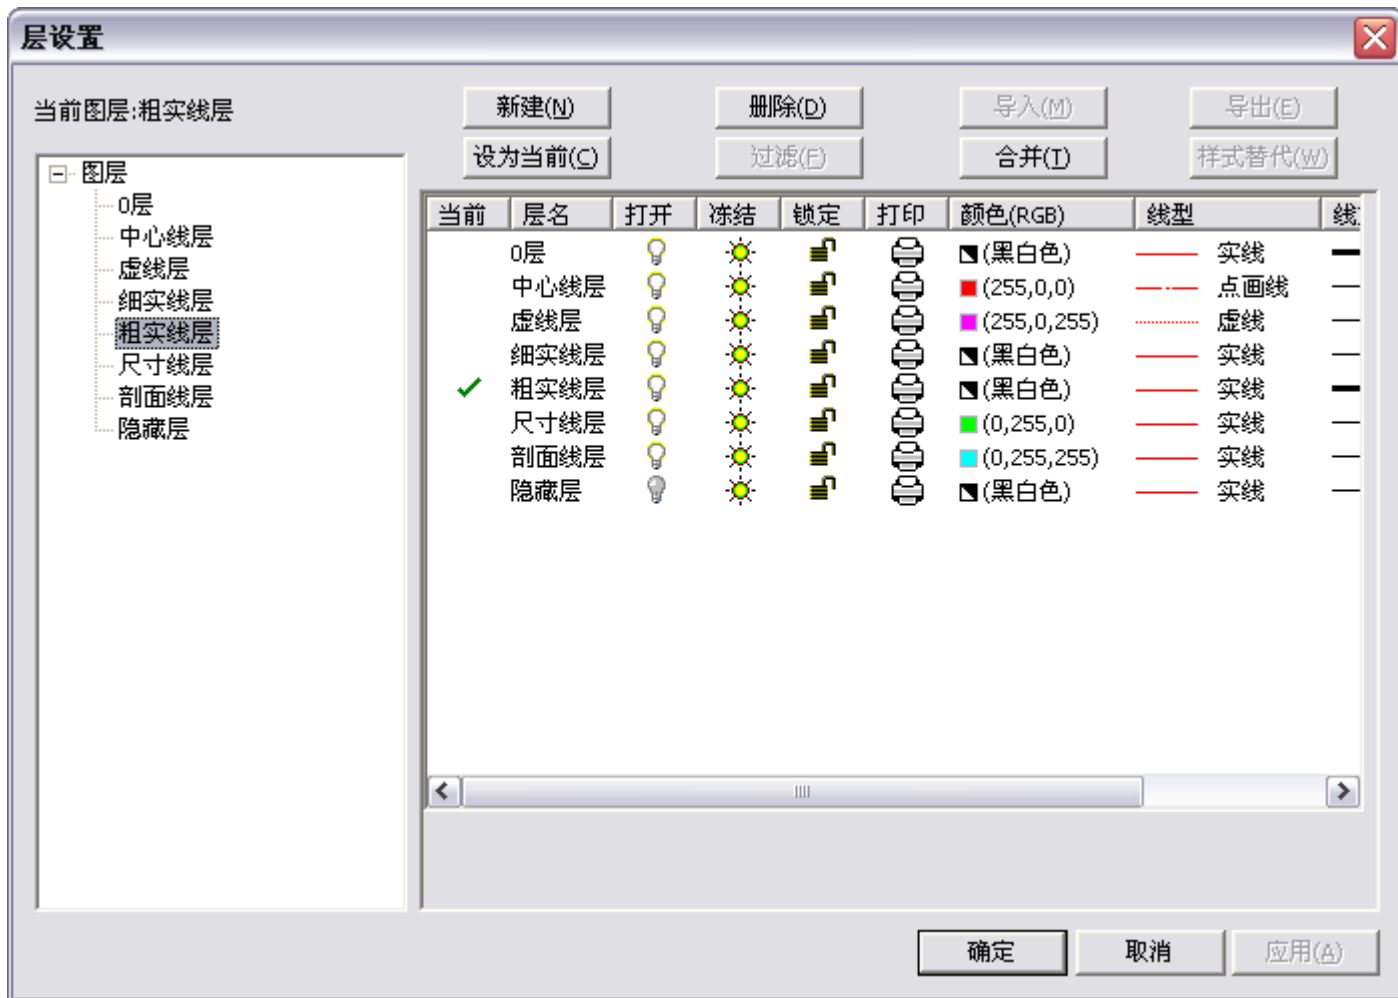 层设置
当前图层:粗实线层
新建(N) 删除(D) 导入(M) 导出(E)
设为当前(C) 过滤(F) 合并(T) 样式替代(W)
图层
0层
中心线层
虚线层
细实线层
粗实线层
尺寸线层
剖面线层
隐藏层
当前 层名 打开 冻结 锁定 打印 颜色(RGB) 线型 线
0层 (黑白色) 实线
中心线层 (255,0,0) 点画线
虚线层 (255,0,255) 虚线
细实线层 (黑白色) 实线
粗实线层 (黑白色) 实线
尺寸线层 (0,255,0) 实线
剖面线层 (0,255,255) 实线
隐藏层 (黑白色) 实线
确定 取消 应用(A)